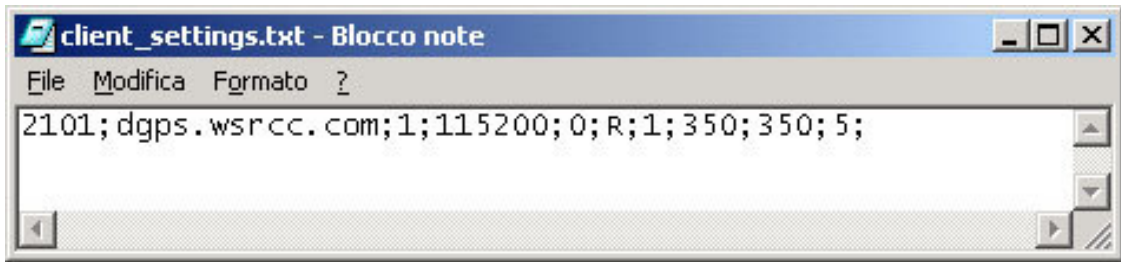 client_settings.txt - Blocco note
File Modifica Formato ?
2101;dgps.wsrcc.com;1;115200;0;R;1;350;350;5;